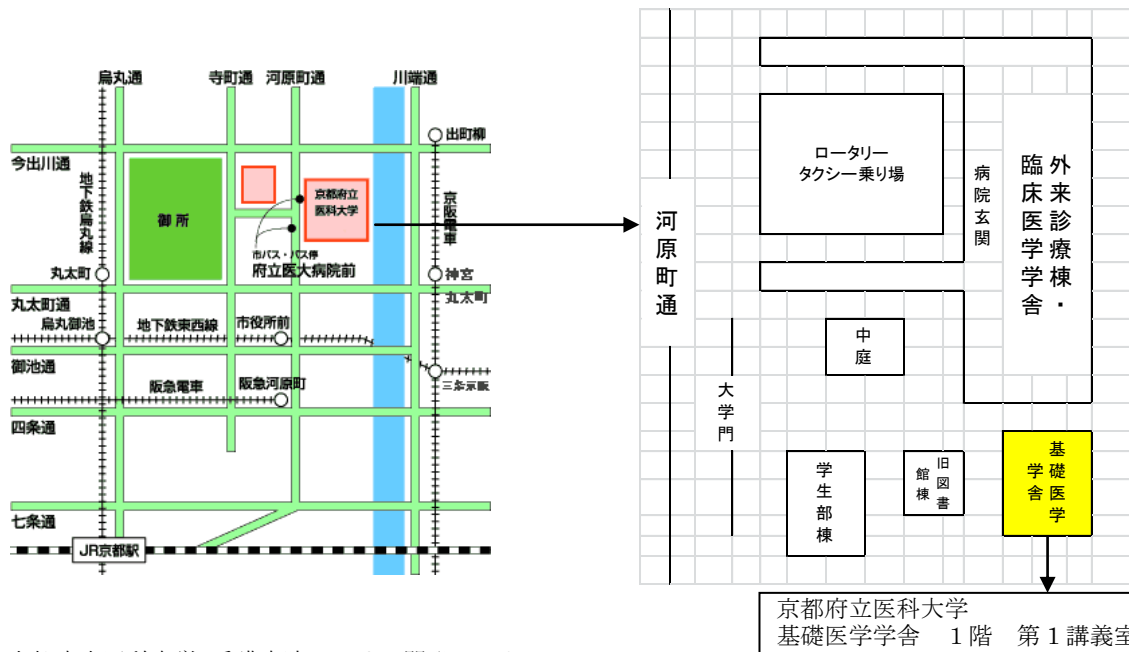 烏丸通
寺町通
河原町通
川端通
出町柳
今出川通
地下鉄烏丸線
御所
京都府立
医科大学
京阪電車
市バス・バス停
府立医大病院前
丸太町
神宮
丸太町
丸太町通
烏丸御池
地下鉄東西線
市役所前
御池通
阪急電車
阪急河原町
三条京阪
四条通
七条通
JR京都駅
河原町通
ロータリー
タクシー乗り場
病院玄関
外来診療棟・
臨床医学学舎
中庭
大学門
学生部棟
旧図書
館棟
基礎医学
学舎
京都府立医科大学
基礎医学学舎 1階 第1講義室